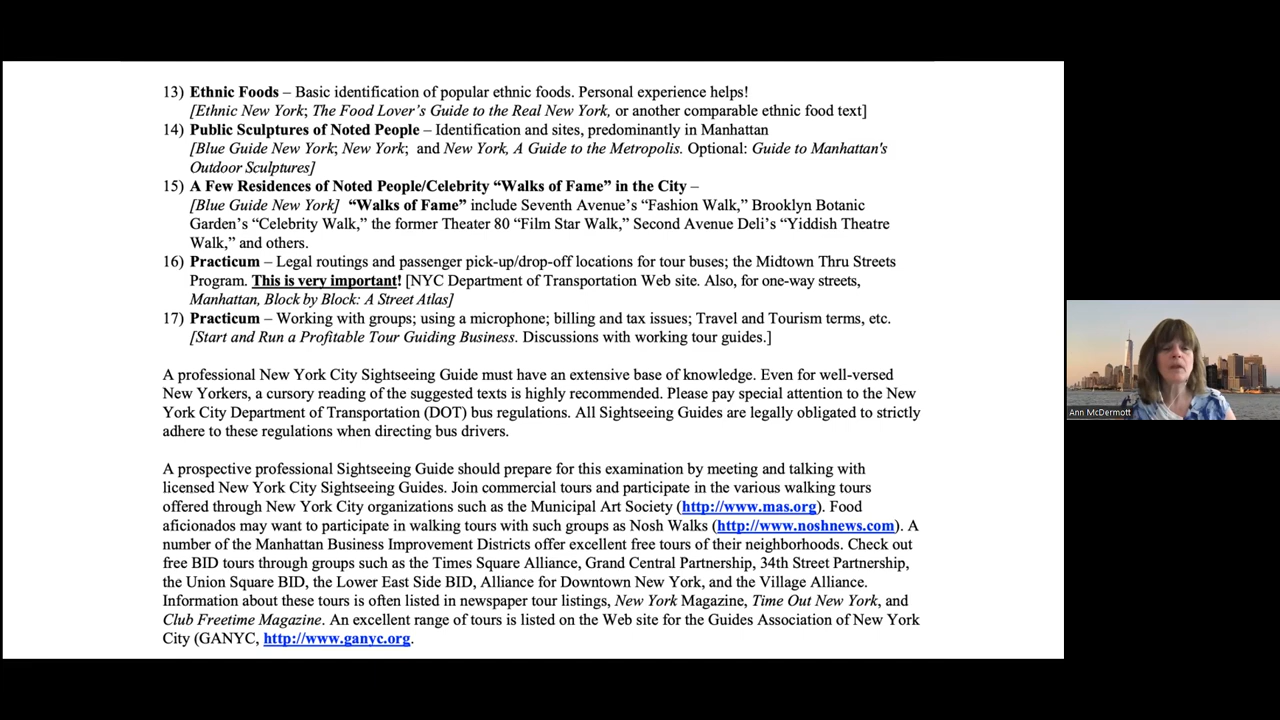 13) Ethnic Foods – Basic identification of popular ethnic foods. Personal experience helps!
[Ethnic New York; The Food Lover’s Guide to the Real New York, or another comparable ethnic food text]
14) Public Sculptures of Noted People – Identification and sites, predominantly in Manhattan
[Blue Guide New York; New York;  and New York, A Guide to the Metropolis. Optional: Guide to Manhattan's
Outdoor Sculptures]
15) A Few Residences of Noted People/Celebrity “Walks of Fame” in the City –
[Blue Guide New York]  “Walks of Fame” include Seventh Avenue’s “Fashion Walk,” Brooklyn Botanic
Garden’s “Celebrity Walk,” the former Theater 80 “Film Star Walk,” Second Avenue Deli’s “Yiddish Theatre
Walk,” and others.
16) Practicum – Legal routings and passenger pick-up/drop-off locations for tour buses; the Midtown Thru Streets
Program. This is very important! [NYC Department of Transportation Web site. Also, for one-way streets,
Manhattan, Block by Block: A Street Atlas]
17) Practicum – Working with groups; using a microphone; billing and tax issues; Travel and Tourism terms, etc.
[Start and Run a Profitable Tour Guiding Business. Discussions with working tour guides.]
A professional New York City Sightseeing Guide must have an extensive base of knowledge. Even for well-versed
New Yorkers, a cursory reading of the suggested texts is highly recommended. Please pay special attention to the New
York City Department of Transportation (DOT) bus regulations. All Sightseeing Guides are legally obligated to strictly
adhere to these regulations when directing bus drivers.
A prospective professional Sightseeing Guide should prepare for this examination by meeting and talking with
licensed New York City Sightseeing Guides. Join commercial tours and participate in the various walking tours
offered through New York City organizations such as the Municipal Art Society (http://www.mas.org). Food
aficionados may want to participate in walking tours with such groups as Nosh Walks (http://www.noshnews.com). A
number of the Manhattan Business Improvement Districts offer excellent free tours of their neighborhoods. Check out
free BID tours through groups such as the Times Square Alliance, Grand Central Partnership, 34th Street Partnership,
the Union Square BID, the Lower East Side BID, Alliance for Downtown New York, and the Village Alliance.
Information about these tours is often listed in newspaper tour listings, New York Magazine, Time Out New York, and
Club Freetime Magazine. An excellent range of tours is listed on the Web site for the Guides Association of New York
City (GANYC, http://www.ganyc.org.
Ann McDermott